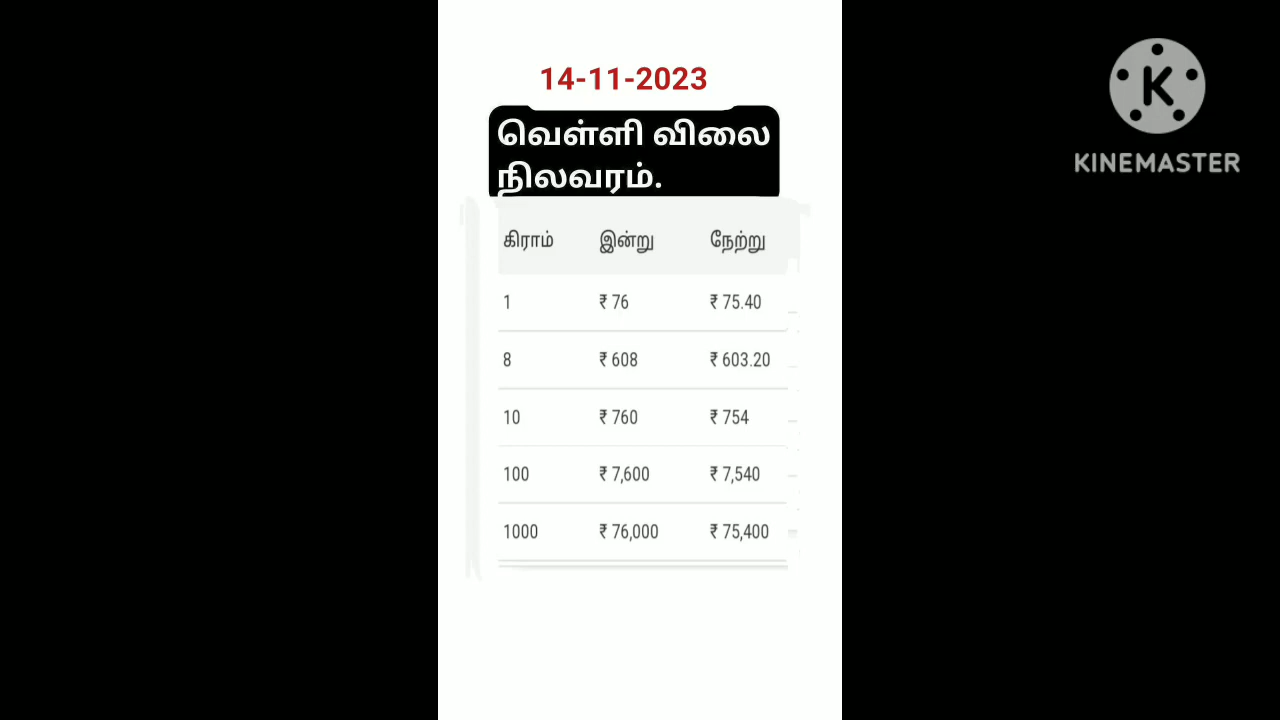 14-11-2023
வெள்ளி விலை
நிலவரம்.
கிராம் இன்று நேற்று
1 ₹ 76 ₹ 75.40
8 ₹ 608 ₹ 603.20
10 ₹ 760 ₹ 754
100 ₹ 7,600 ₹ 7,540
1000 ₹ 76,000 ₹ 75,400
K
KINEMASTER